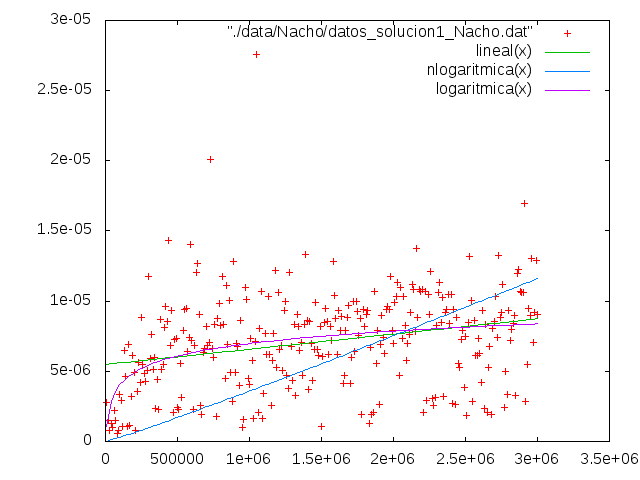 3e-05
2.5e-05
2e-05
1.5e-05
1e-05
5e-06
0
0 500000 1e+06 1.5e+06 2e+06 2.5e+06 3e+06 3.5e+06
"./data/Nacho/datos_solucion1_Nacho.dat"
lineal(x)
nlogaritmica(x)
logaritmica(x)